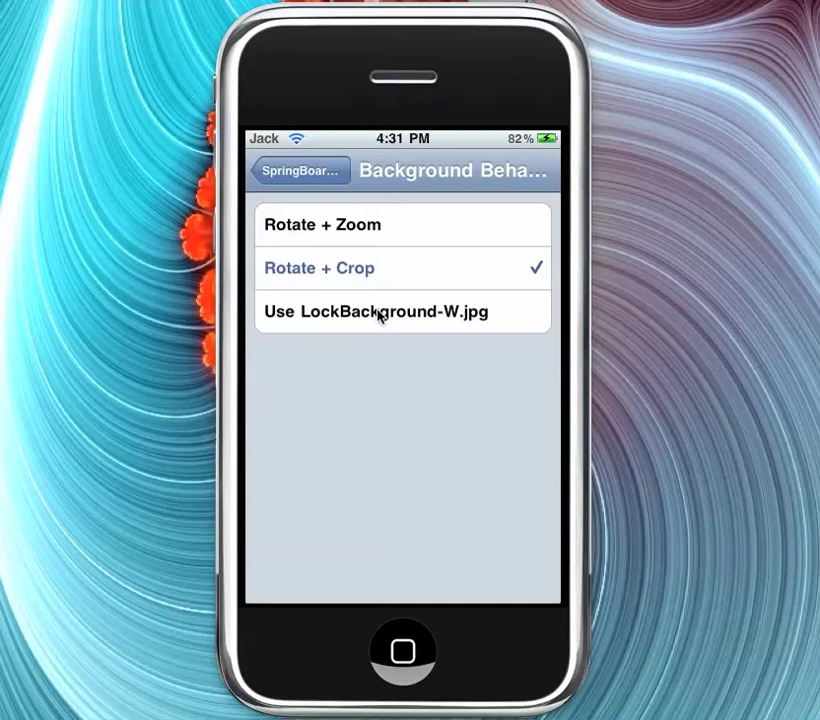 Jack 4:31 PM 82%
SpringBoar... Background Beha...
Rotate + Zoom
Rotate + Crop
Use LockBackground-W.jpg